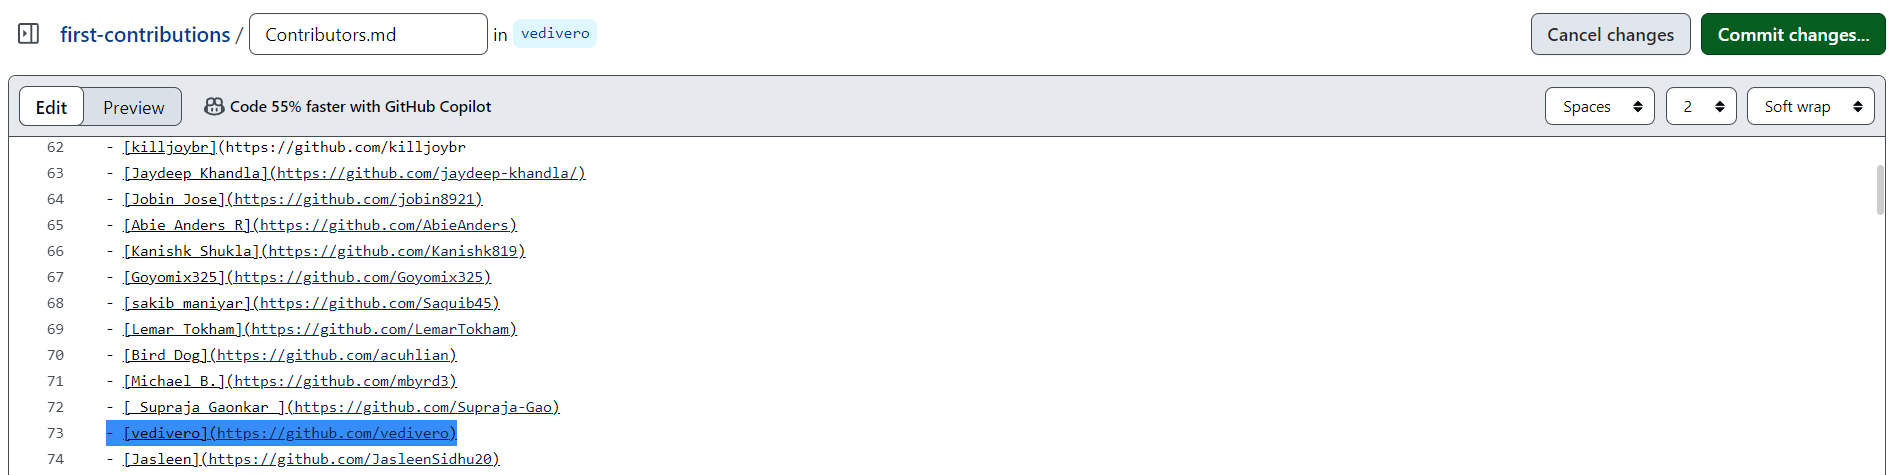 first-contributions / Contributors.md in vedivero Cancel changes Commit changes...
Edit Preview Code 55% faster with GitHub Copilot Spaces 2 Soft wrap
62 - [killjoybr](https://github.com/killjoybr
63 - [Jaydeep Khandla](https://github.com/jaydeep-khandla/)
64 - [Jobin Jose](https://github.com/jobin8921)
65 - [Abie Anders R](https://github.com/AbieAnders)
66 - [Kanishk Shukla](https://github.com/Kanishk819)
67 - [Goyomix325](https://github.com/Goyomix325)
68 - [sakib maniyar](https://github.com/Saquib45)
69 - [Lemar Tokham](https://github.com/LemarTokham)
70 - [Bird Dog](https://github.com/acuhlian)
71 - [Michael B.](https://github.com/mbyrd3)
72 - [ Supraja Gaonkar ](https://github.com/Supraja-Gao)
73 - [vedivero](https://github.com/vedivero)
74 - [Jasleen](https://github.com/JasleenSidhu20)